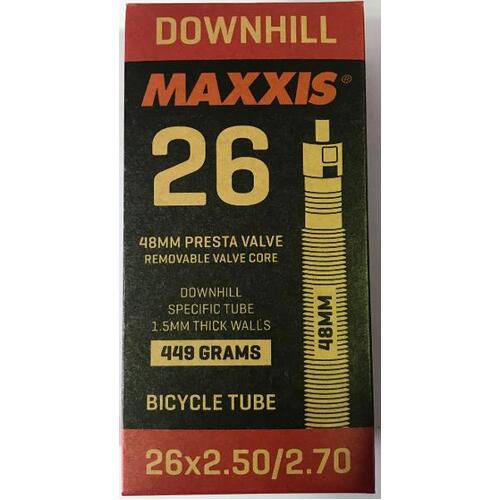 DOWNHILL
MAXXIS®
26
48MM PRESTA VALVE
REMOVABLE VALVE CORE
DOWNHILL
SPECIFIC TUBE
1.5MM THICK WALLS
449 GRAMS
48MM
BICYCLE TUBE
26x2.50/2.70